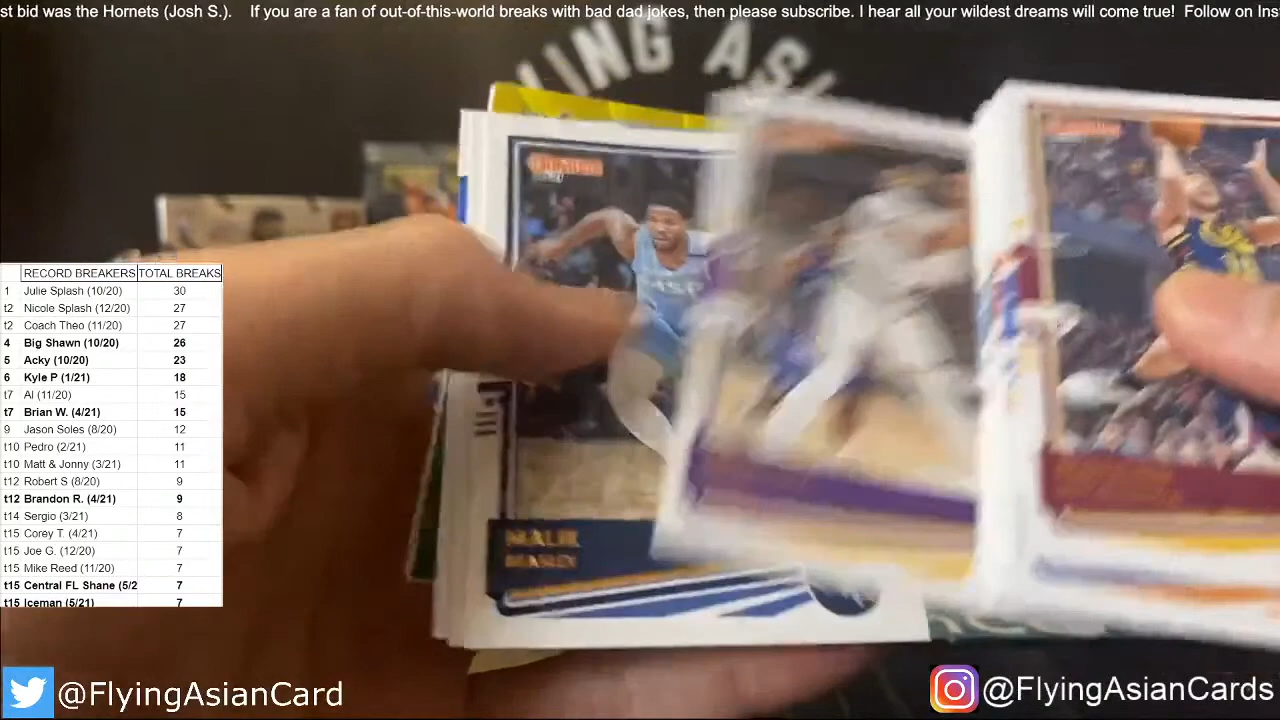 st bid was the Hornets (Josh S.). If you are a fan of out-of-this-world breaks with bad dad jokes, then please subscribe. I hear all your wildest dreams will come true! Follow on Ins
YING ASI
RECORD BREAKERS TOTAL BREAKS
1 Julie Splash (10/20) 30
t2 Nicole Splash (12/20) 27
t2 Coach Theo (11/20) 27
4 Big Shawn (10/20) 26
5 Acky (10/20) 23
6 Kyle P (1/21) 18
t7 Al (11/20) 15
t7 Brian W. (4/21) 15
9 Jason Soles (8/20) 12
t10 Pedro (2/21) 11
t10 Matt & Jonny (3/21) 11
t12 Robert S (8/20) 9
t12 Brandon R. (4/21) 9
t14 Sergio (3/21) 8
t15 Corey T. (4/21) 7
t15 Joe G. (12/20) 7
t15 Mike Reed (11/20) 7
t15 Central FL Shane (5/2 7
t15 Iceman (5/21) 7
MALIK
@FlyingAsianCard
@FlyingAsianCards